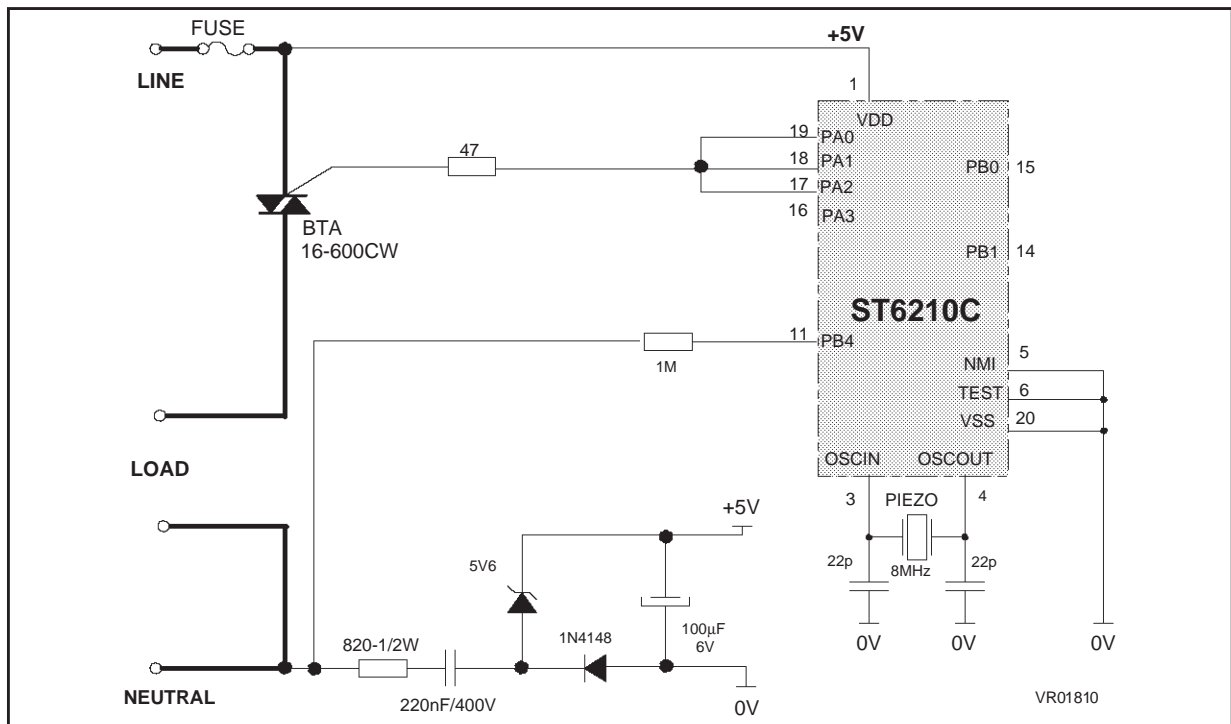 FUSE
+5V
LINE
1
VDD
19
PA0
47
18
PA1
PB0
15
17
PA2
16
PA3
BTA
16-600CW
PB1
14
ST6210C
11
PB4
1M
NMI
5
TEST
6
VSS
20
OSCIN
OSCOUT
LOAD
3
PIEZO
4
+5V
22p
8MHz
22p
5V6
820-1/2W
1N4148
100µF
6V
0V
0V
0V
NEUTRAL
220nF/400V
0V
VR01810